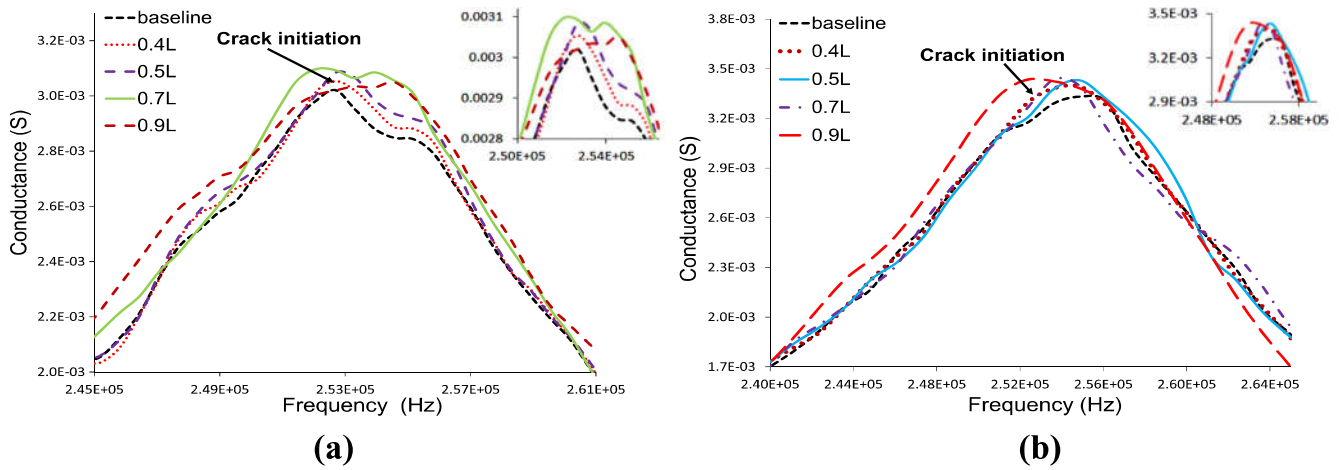 baseline
0.4L
0.5L
0.7L
0.9L
Crack initiation
3.2E-03
3.0E-03
2.8E-03
2.6E-03
2.4E-03
2.2E-03
2.0E-03
Conductance (S)
2.45E+05 2.49E+05 2.53E+05 2.57E+05 2.61E+05
Frequency (Hz)
0.0031
0.003
0.0029
0.0028
2.50E+05 2.54E+05
(a)
baseline
0.4L
0.5L
0.7L
0.9L
Crack initiation
3.8E-03
3.5E-03
3.2E-03
2.9E-03
2.6E-03
2.3E-03
2.0E-03
1.7E-03
Conductance (S)
2.40E+05 2.44E+05 2.48E+05 2.52E+05 2.56E+05 2.60E+05 2.64E+05
Frequency (Hz)
3.5E-03
3.2E-03
2.9E-03
2.48E+05 2.58E+05
(b)